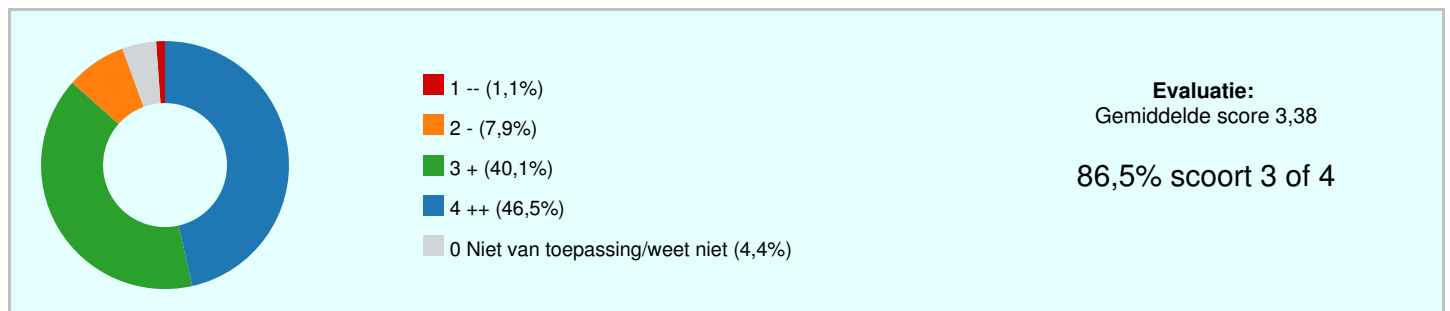 1 -- (1,1%)
2 - (7,9%)
3 + (40,1%)
4 ++ (46,5%)
0 Niet van toepassing/weet niet (4,4%)
Evaluatie:
Gemiddelde score 3,38
86,5% scoort 3 of 4